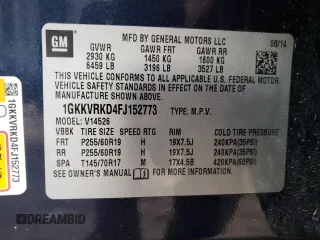 GM
MFD BY GENERAL MOTORS LLC
08/14
GVWR GAWR FRT GAWR RR
2930 KG 1450 KG 1600 KG
6459 LB 3196 LB 3527 LB
THIS VEHICLE CONFORMS TO ALL APPLICABLE U.S. FEDERAL MOTOR
VEHICLE SAFETY AND THEFT PREVENTION STANDARDS IN EFFECT ON THE DATE OF
MANUFACTURE SHOWN ABOVE.
1GKKVRKD4FJ152773 TYPE: M.P.V.
MODEL: V14526
VBBK TIRE SIZE SPEED RTG RIM COLD TIRE PRESSURE
FRT P255/60R19 H 19X7.5J 240KPA(35PSI)
RR P255/60R19 H 19X7.5J 240KPA(35PSI)
SPA T145/70R17 M 17X4.5B 420KPA(60PSI)
SEE OWNER'S MANUAL FOR ADDITIONAL INFORMATION.
1GKKVRKD4FJ152773
DREAMBID